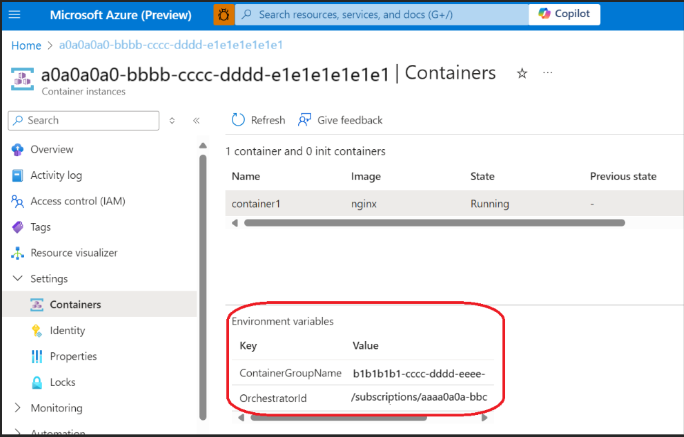 Microsoft Azure (Preview)
Search resources, services, and docs (G+/)
Copilot
Home > a0a0a0a0-bbbb-cccc-dddd-e1e1e1e1e1e1
a0a0a0a0-bbbb-cccc-dddd-e1e1e1e1e1e1 | Containers
Container instances
Search
Overview
Activity log
Access control (IAM)
Tags
Resource visualizer
Settings
Containers
Identity
Properties
Locks
Monitoring
Automation
Refresh Give feedback
1 container and 0 init containers
Name Image State Previous state
container1 nginx Running -
Environment variables
Key Value
ContainerGroupName b1b1b1b1-cccc-dddd-eeee-
OrchestratorId /subscriptions/aaaa0a0a-bbc